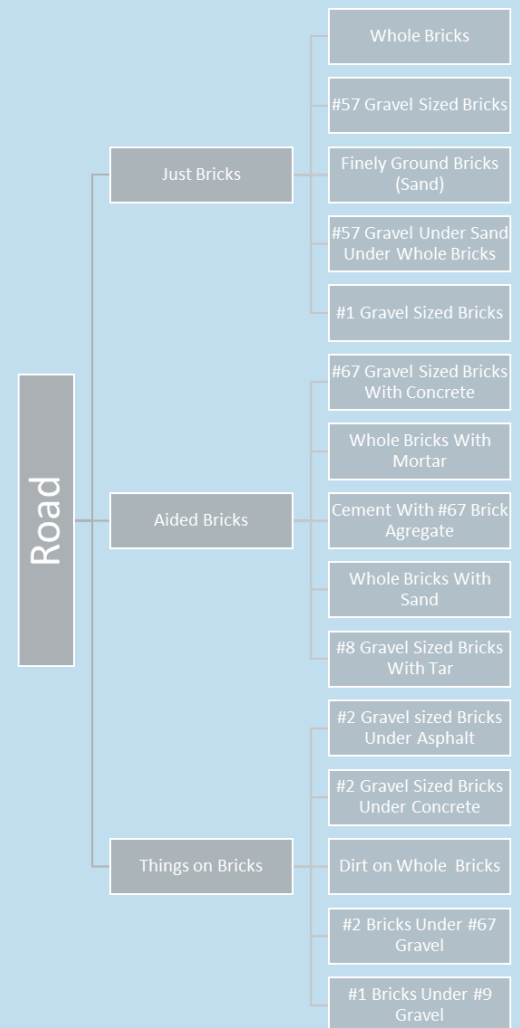 Road
Just Bricks
Whole Bricks
#57 Gravel Sized Bricks
Finely Ground Bricks
(Sand)
#57 Gravel Under Sand
Under Whole Bricks
#1 Gravel Sized Bricks
Aided Bricks
#67 Gravel Sized Bricks
With Concrete
Whole Bricks With
Mortar
Cement With #67 Brick
Agregate
Whole Bricks With
Sand
#8 Gravel Sized Bricks
With Tar
Things on Bricks
#2 Gravel sized Bricks
Under Asphalt
#2 Gravel Sized Bricks
Under Concrete
Dirt on Whole  Bricks
#2 Bricks Under #67
Gravel
#1 Bricks Under #9
Gravel